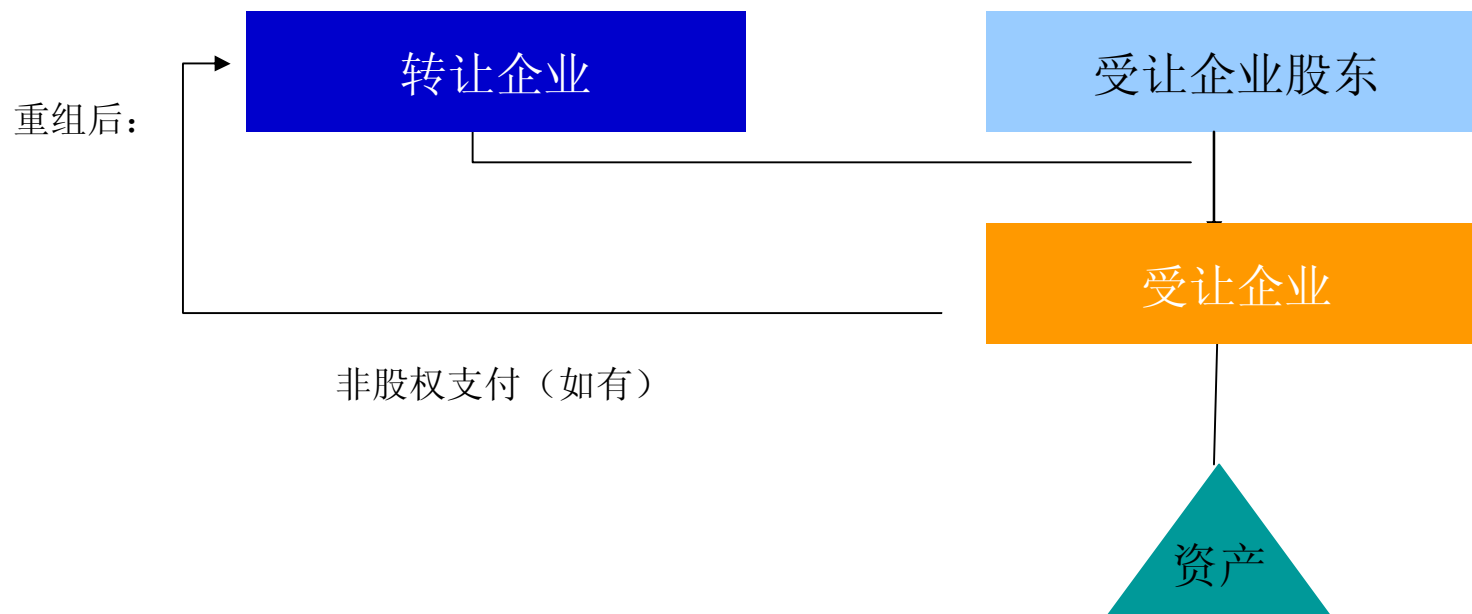 转让企业
受让企业股东
重组后：
受让企业
非股权支付（如有）
资产